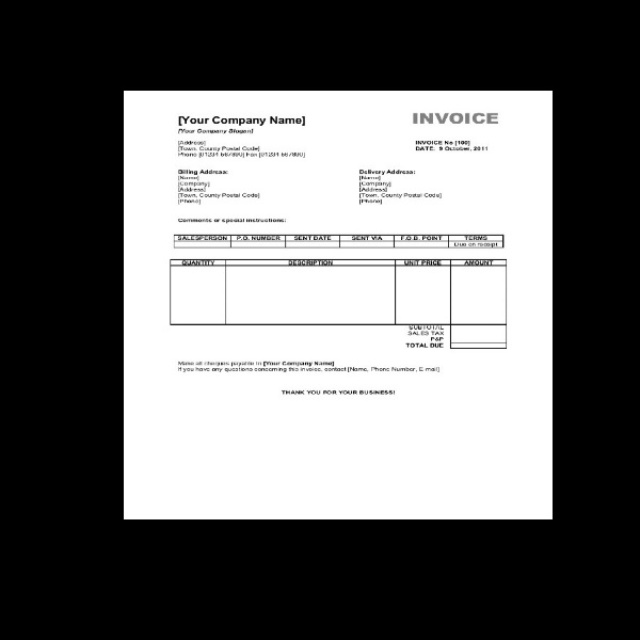 [Your Company Name]
INVOICE
[Your Company Slogan]
[Address]
[Town, County Postal Code]
Phone [01234 567890] Fax [01234 567890]
INVOICE No [100]
DATE: 9 October, 2011
Billing Address:
[Name]
[Company]
[Address]
[Town, County Postal Code]
[Phone]
Delivery Address:
[Name]
[Company]
[Address]
[Town, County Postal Code]
[Phone]
Comments or special instructions:
SALESPERSON P.O. NUMBER SENT DATE SENT VIA F.O.B. POINT TERMS
Due on receipt
QUANTITY DESCRIPTION UNIT PRICE AMOUNT
SUBTOTAL
SALES TAX
P&P
TOTAL DUE
Make all cheques payable to [Your Company Name]
If you have any questions concerning this invoice, contact [Name, Phone Number, E-mail]
THANK YOU FOR YOUR BUSINESS!